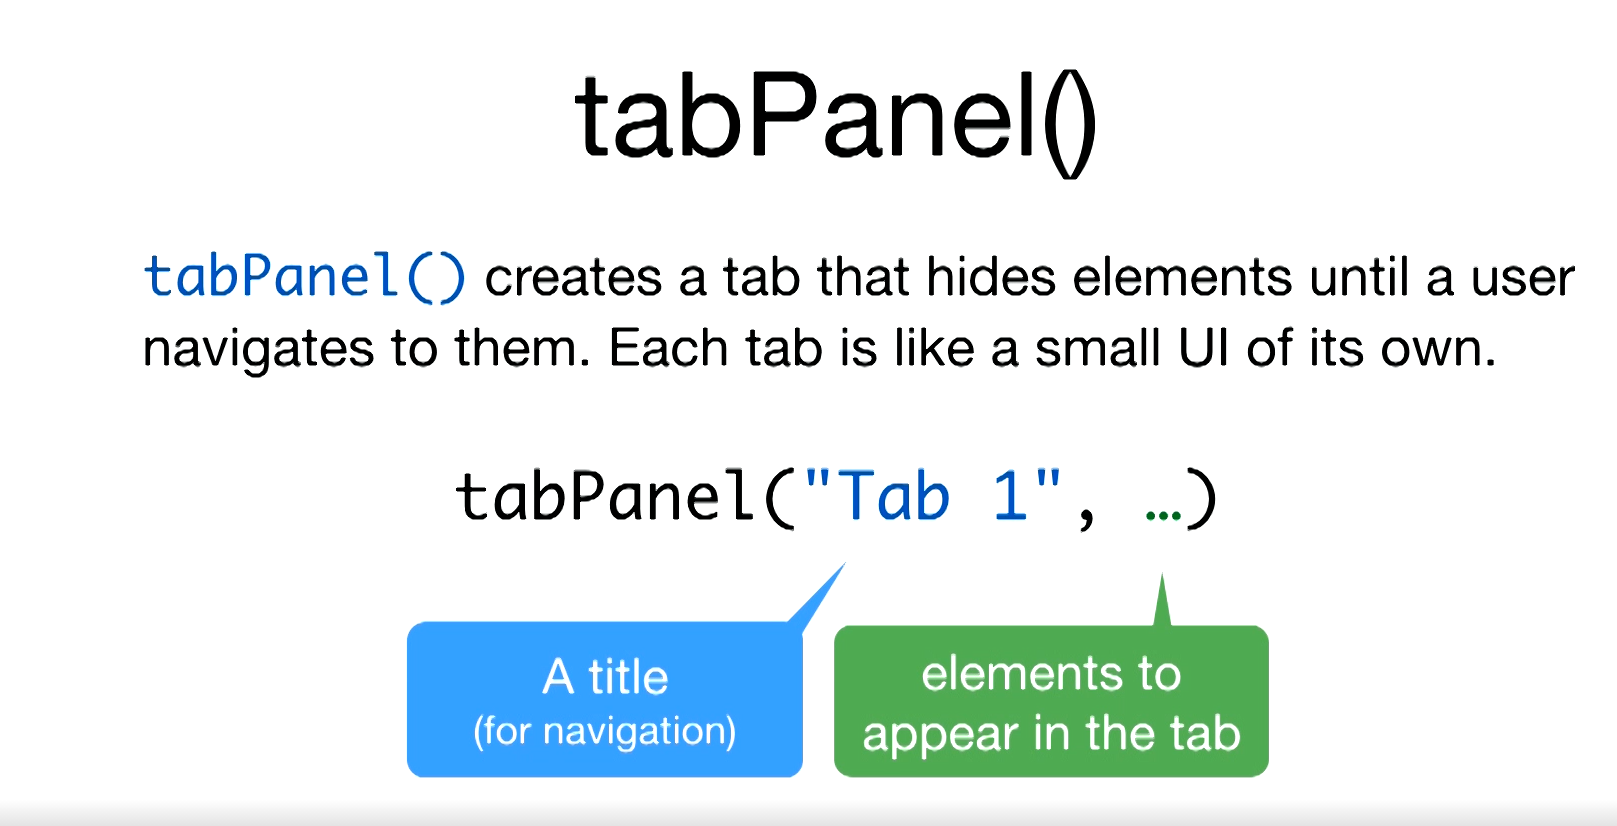 tabPanel()
tabPanel() creates a tab that hides elements until a user
navigates to them. Each tab is like a small UI of its own.
tabPanel("Tab 1", …)
A title
(for navigation)
elements to
appear in the tab